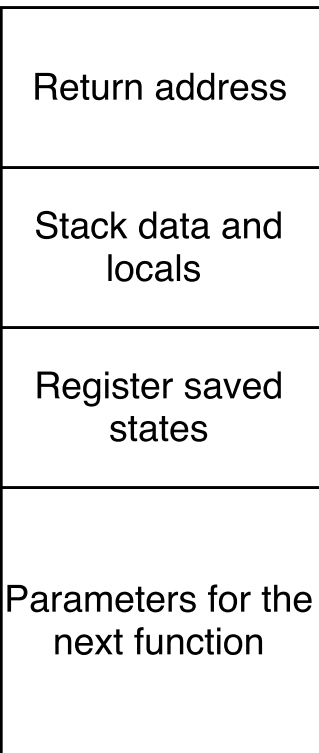 Return address
Stack data and
locals
Register saved
states
Parameters for the
next function